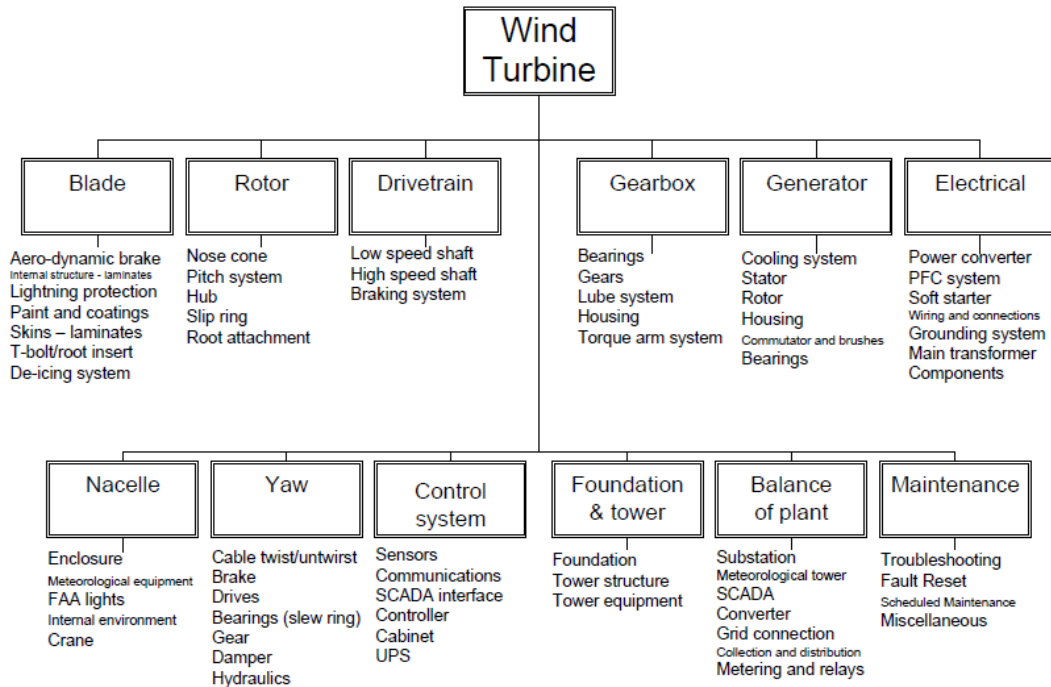 Wind
Turbine
Blade
Rotor
Drivetrain
Gearbox
Generator
Electrical
Aero-dynamic brake
Internal structure - laminates
Lightning protection
Paint and coatings
Skins – laminates
T-bolt/root insert
De-icing system
Nose cone
Pitch system
Hub
Slip ring
Root attachment
Low speed shaft
High speed shaft
Braking system
Bearings
Gears
Lube system
Housing
Torque arm system
Cooling system
Stator
Rotor
Housing
Commutator and brushes
Bearings
Power converter
PFC system
Soft starter
Wiring and connections
Grounding system
Main transformer
Components
Nacelle
Yaw
Control
system
Foundation
& tower
Balance
of plant
Maintenance
Enclosure
Meteorological equipment
FAA lights
Internal environment
Crane
Cable twist/untwirst
Brake
Drives
Bearings (slew ring)
Gear
Damper
Hydraulics
Sensors
Communications
SCADA interface
Controller
Cabinet
UPS
Foundation
Tower structure
Tower equipment
Substation
Meteorological tower
SCADA
Converter
Grid connection
Collection and distribution
Metering and relays
Troubleshooting
Fault Reset
Scheduled Maintenance
Miscellaneous